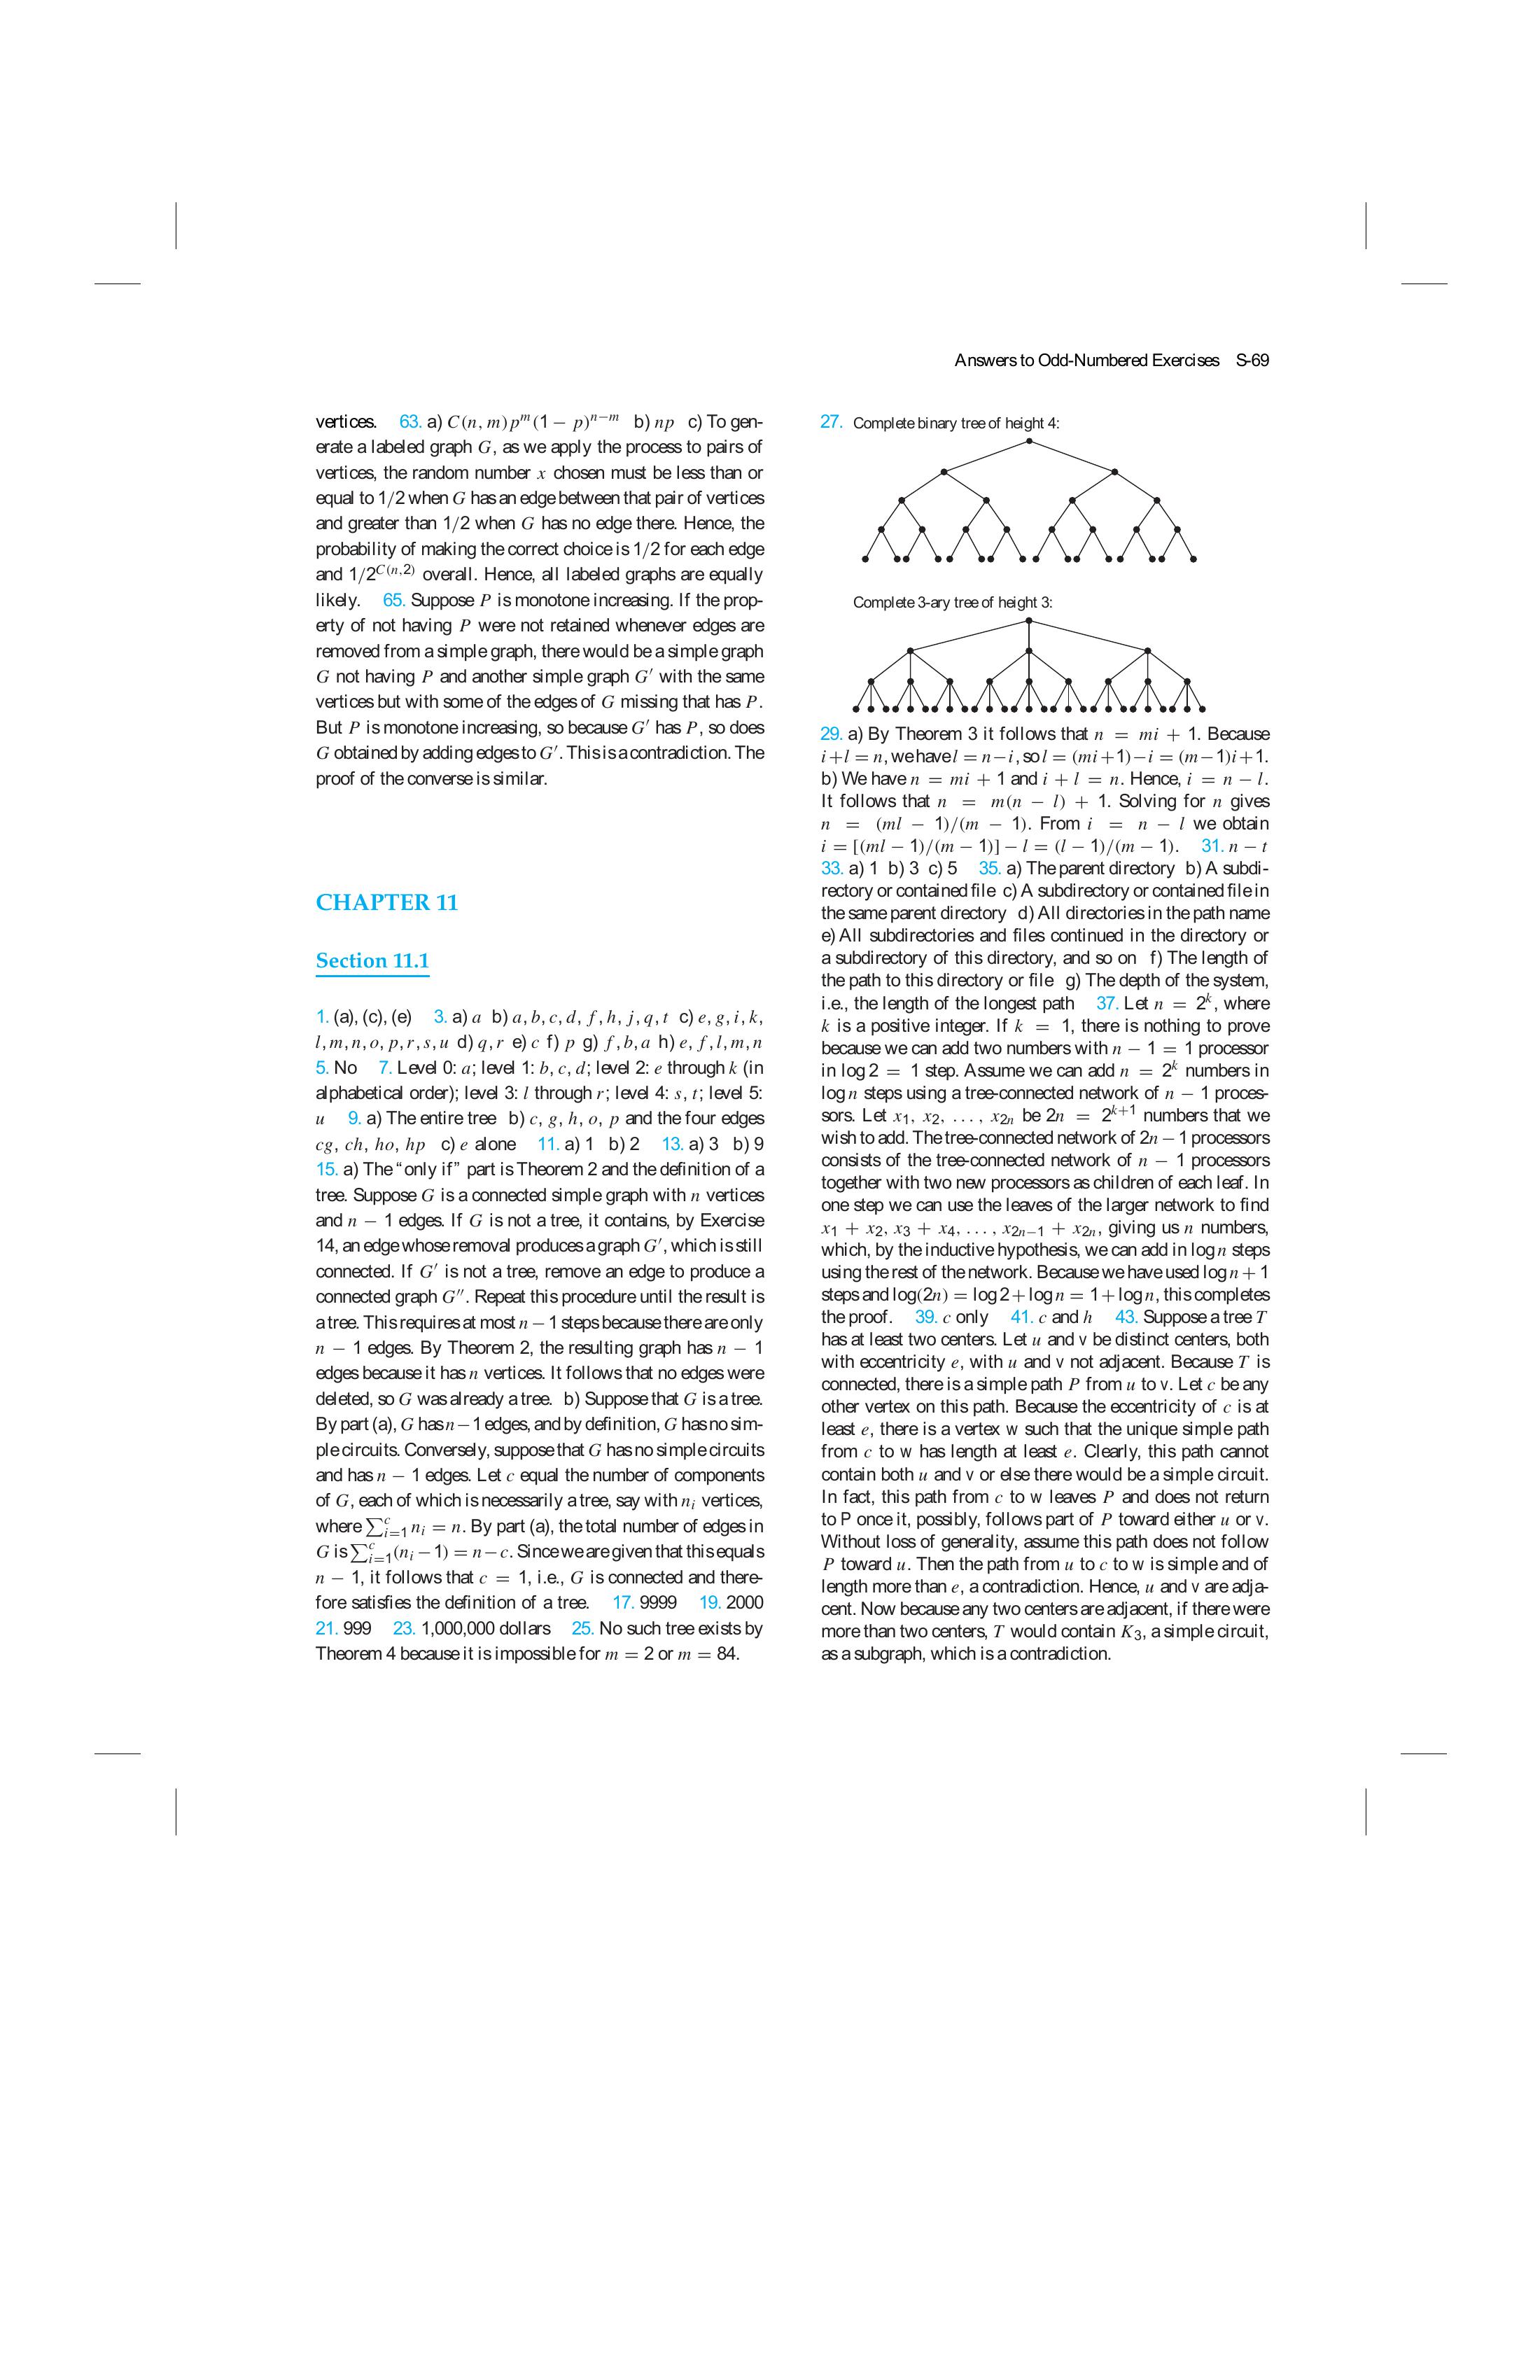 Answers to Odd-Numbered Exercises S-69
vertices. 63. a) C(n, m)pᵐ(1 − p)ⁿ⁻ᵐ b) np c) To gen-
erate a labeled graph G, as we apply the process to pairs of
vertices, the random number x chosen must be less than or
equal to 1/2 when G has an edge between that pair of vertices
and greater than 1/2 when G has no edge there. Hence, the
probability of making the correct choice is 1/2 for each edge
and 1/2^{C(n,2)} overall. Hence, all labeled graphs are equally
likely. 65. Suppose P is monotone increasing. If the prop-
erty of not having P were not retained whenever edges are
removed from a simple graph, there would be a simple graph
G not having P and another simple graph G′ with the same
vertices but with some of the edges of G missing that has P.
But P is monotone increasing, so because G′ has P, so does
G obtained by adding edges to G′. This is a contradiction. The
proof of the converse is similar.
CHAPTER 11
Section 11.1
1. (a), (c), (e) 3. a) a b) a, b, c, d, f, h, j, q, t c) e, g, i, k,
l, m, n, o, p, r, s, u d) q, r e) c f) p g) f, b, a h) e, f, l, m, n
5. No 7. Level 0: a; level 1: b, c, d; level 2: e through k (in
alphabetical order); level 3: l through r; level 4: s, t; level 5:
u 9. a) The entire tree b) c, g, h, o, p and the four edges
cg, ch, ho, hp c) e alone 11. a) 1 b) 2 13. a) 3 b) 9
15. a) The “only if” part is Theorem 2 and the definition of a
tree. Suppose G is a connected simple graph with n vertices
and n − 1 edges. If G is not a tree, it contains, by Exercise
14, an edge whose removal produces a graph G′, which is still
connected. If G′ is not a tree, remove an edge to produce a
connected graph G″. Repeat this procedure until the result is
a tree. This requires at most n − 1 steps because there are only
n − 1 edges. By Theorem 2, the resulting graph has n − 1
edges because it has n vertices. It follows that no edges were
deleted, so G was already a tree. b) Suppose that G is a tree.
By part (a), G has n − 1 edges, and by definition, G has no sim-
ple circuits. Conversely, suppose that G has no simple circuits
and has n − 1 edges. Let c equal the number of components
of G, each of which is necessarily a tree, say with nᵢ vertices,
where ∑ᶜᵢ₌₁ nᵢ = n. By part (a), the total number of edges in
G is ∑ᶜᵢ₌₁(nᵢ − 1) = n − c. Since we are given that this equals
n − 1, it follows that c = 1, i.e., G is connected and there-
fore satisfies the definition of a tree. 17. 9999 19. 2000
21. 999 23. 1,000,000 dollars 25. No such tree exists by
Theorem 4 because it is impossible for m = 2 or m = 84.
27. Complete binary tree of height 4:
Complete 3-ary tree of height 3:
29. a) By Theorem 3 it follows that n = mi + 1. Because
i + l = n, we have l = n − i, so l = (mi + 1) − i = (m − 1)i + 1.
b) We have n = mi + 1 and i + l = n. Hence, i = n − l.
It follows that n = m(n − l) + 1. Solving for n gives
n = (ml − 1)/(m − 1). From i = n − l we obtain
i = [(ml − 1)/(m − 1)] − l = (l − 1)/(m − 1). 31. n − t
33. a) 1 b) 3 c) 5 35. a) The parent directory b) A subdi-
rectory or contained file c) A subdirectory or contained file in
the same parent directory d) All directories in the path name
e) All subdirectories and files continued in the directory or
a subdirectory of this directory, and so on f) The length of
the path to this directory or file g) The depth of the system,
i.e., the length of the longest path 37. Let n = 2ᵏ, where
k is a positive integer. If k = 1, there is nothing to prove
because we can add two numbers with n − 1 = 1 processor
in log 2 = 1 step. Assume we can add n = 2ᵏ numbers in
log n steps using a tree-connected network of n − 1 proces-
sors. Let x₁, x₂, . . . , x₂ₙ be 2n = 2ᵏ⁺¹ numbers that we
wish to add. The tree-connected network of 2n − 1 processors
consists of the tree-connected network of n − 1 processors
together with two new processors as children of each leaf. In
one step we can use the leaves of the larger network to find
x₁ + x₂, x₃ + x₄, . . . , x₂ₙ₋₁ + x₂ₙ, giving us n numbers,
which, by the inductive hypothesis, we can add in log n steps
using the rest of the network. Because we have used log n + 1
steps and log(2n) = log 2 + log n = 1 + log n, this completes
the proof. 39. c only 41. c and h 43. Suppose a tree T
has at least two centers. Let u and v be distinct centers, both
with eccentricity e, with u and v not adjacent. Because T is
connected, there is a simple path P from u to v. Let c be any
other vertex on this path. Because the eccentricity of c is at
least e, there is a vertex w such that the unique simple path
from c to w has length at least e. Clearly, this path cannot
contain both u and v or else there would be a simple circuit.
In fact, this path from c to w leaves P and does not return
to P once it, possibly, follows part of P toward either u or v.
Without loss of generality, assume this path does not follow
P toward u. Then the path from u to c to w is simple and of
length more than e, a contradiction. Hence, u and v are adja-
cent. Now because any two centers are adjacent, if there were
more than two centers, T would contain K₃, a simple circuit,
as a subgraph, which is a contradiction.